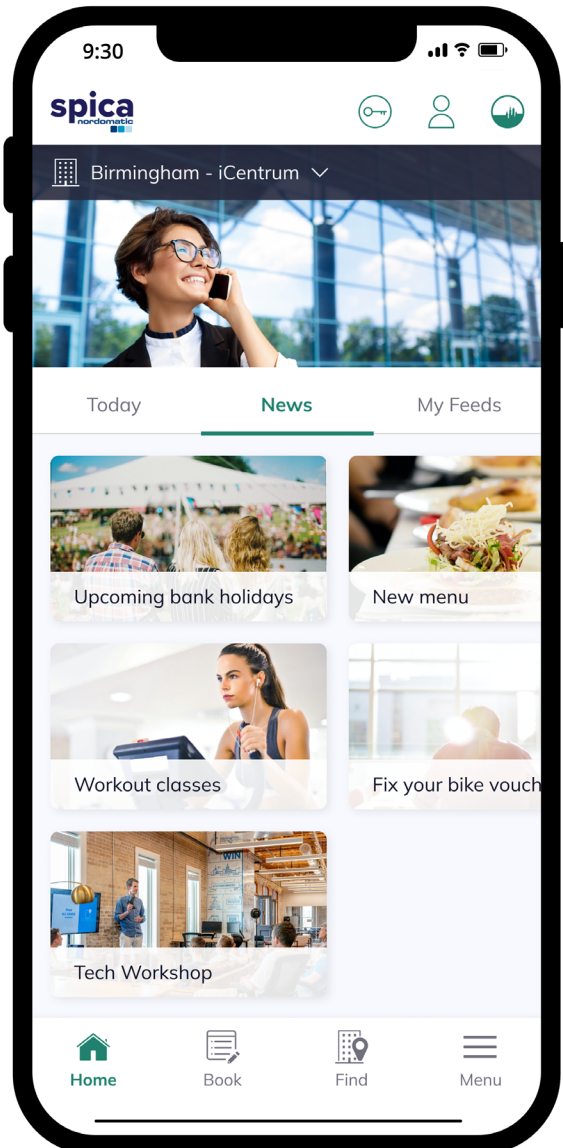 9:30
spica
nordomatic
Birmingham - iCentrum
Today News My Feeds
Upcoming bank holidays
New menu
Workout classes
Fix your bike vouch
WIN
Tech Workshop
Home Book Find Menu